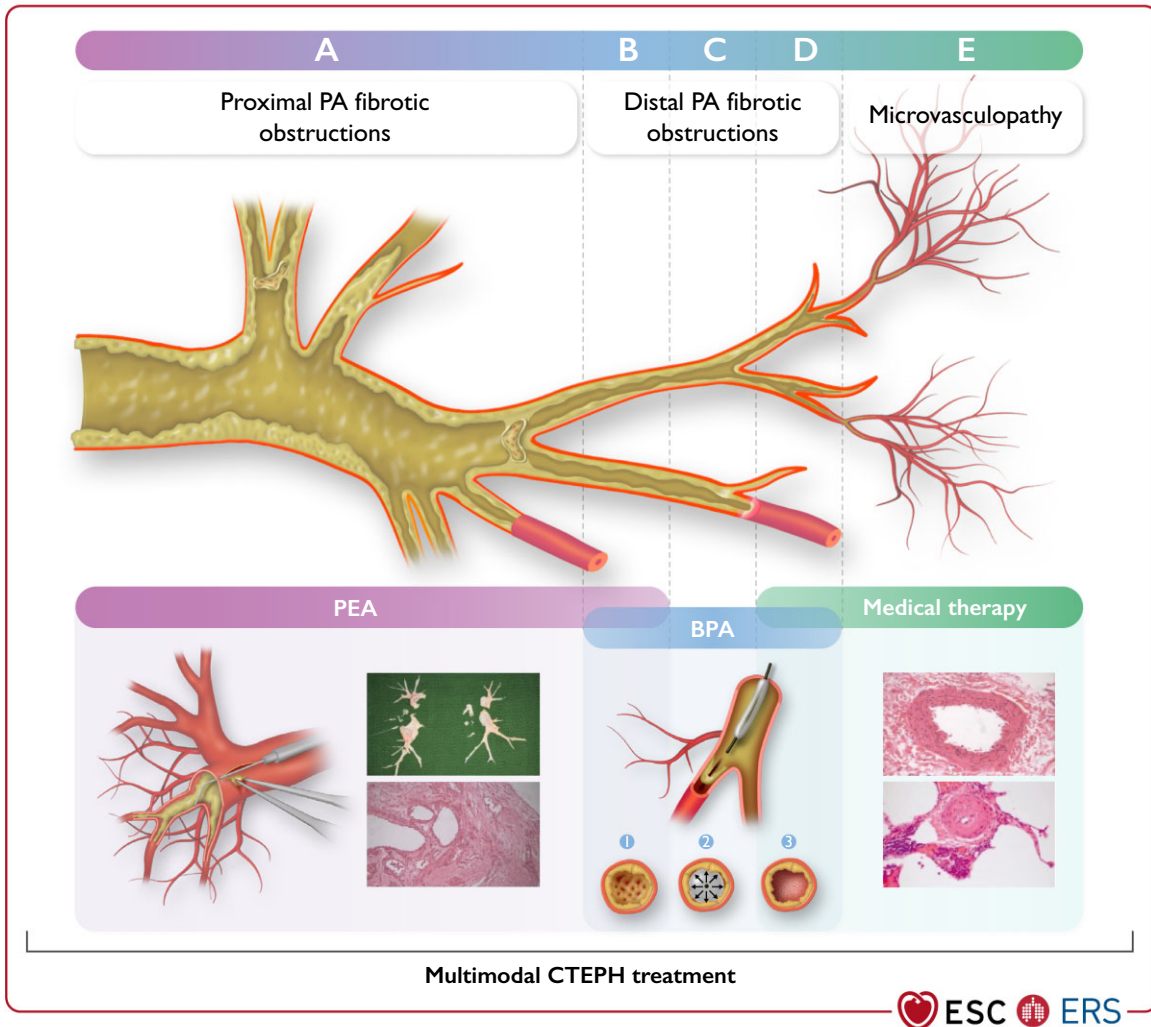 A B C D E
Proximal PA fibrotic
obstructions
Distal PA fibrotic
obstructions
Microvasculopathy
PEA
BPA
Medical therapy
1 2 3
Multimodal CTEPH treatment
ESC ERS